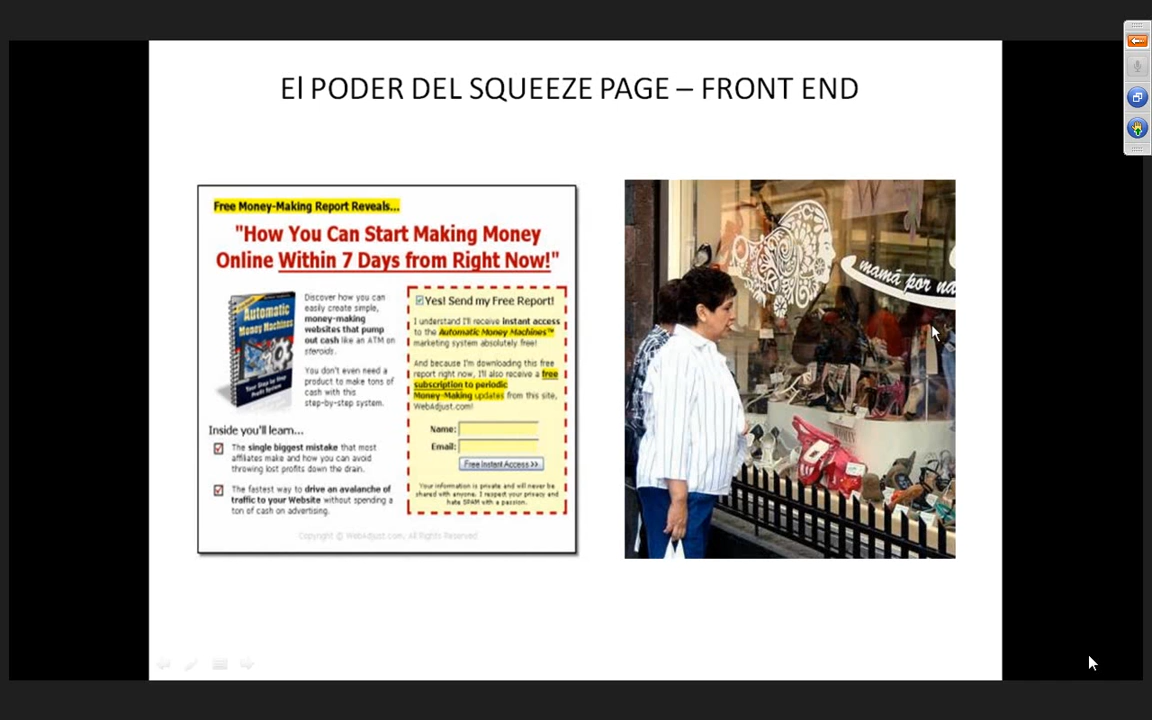 El PODER DEL SQUEEZE PAGE – FRONT END
Free Money-Making Report Reveals...
"How You Can Start Making Money
Online Within 7 Days from Right Now!"
Automatic
Money Machines
Your Step by Step
Profit System
Discover how you can
easily create simple,
money-making
websites that pump
out cash like an ATM on
steroids.
You don't even need a
product to make tons of
cash with this
step-by-step system.
Inside you'll learn...
The single biggest mistake that most
affiliates make and how you can avoid
throwing lost profits down the drain.
The fastest way to drive an avalanche of
traffic to your Website without spending a
ton of cash on advertising.
Yes! Send my Free Report!
I understand I'll receive instant access
to the Automatic Money Machines™
marketing system absolutely free!
And because I'm downloading this free
report right now, I'll also receive a free
subscription to periodic
Money-Making updates from this site,
WebAdjust.com!
Name:
Email:
Free Instant Access >>
Your information is private and will never be
shared with anyone. I respect your privacy and
hate SPAM with a passion.
Copyright © WebAdjust.com. All Rights Reserved
mamá por